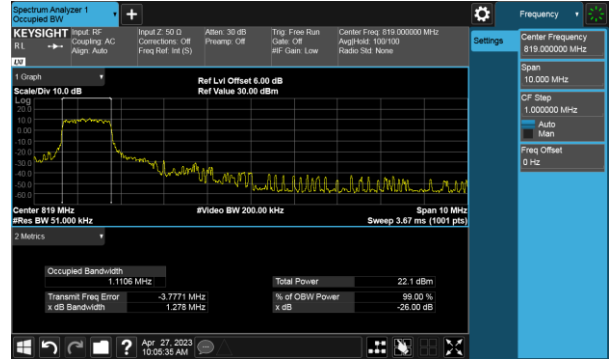 Spectrum Analyzer 1
Occupied BW
Frequency
KEYSIGHT
Input: RF
Input Z: 50 Ω
Atten: 30 dB
Trig: Free Run
Center Freq: 819.000000 MHz
RL
Coupling: AC
Corrections: Off
Preamp: Off
Gate: Off
Avg|Hold: 100/100
Align: Auto
Freq Ref: Int (S)
#IF Gain: Low
Radio Std: None
Settings
Center Frequency
819.000000 MHz
Span
10.000 MHz
CF Step
1.000000 MHz
Auto
Man
Freq Offset
0 Hz
1 Graph
Ref Lvl Offset 6.00 dB
Scale/Div 10.0 dB
Ref Value 30.00 dBm
Log
20.0
10.0
0.00
-10.0
-20.0
-30.0
-40.0
-50.0
-60.0
Center 819 MHz
#Video BW 200.00 kHz
Span 10 MHz
#Res BW 51.000 kHz
Sweep 3.67 ms (1001 pts)
2 Metrics
Occupied Bandwidth
1.1106 MHz
Total Power
22.1 dBm
Transmit Freq Error
-3.7771 MHz
% of OBW Power
99.00 %
x dB Bandwidth
1.278 MHz
x dB
-26.00 dB
?
Apr 27, 2023
10:05:35 AM